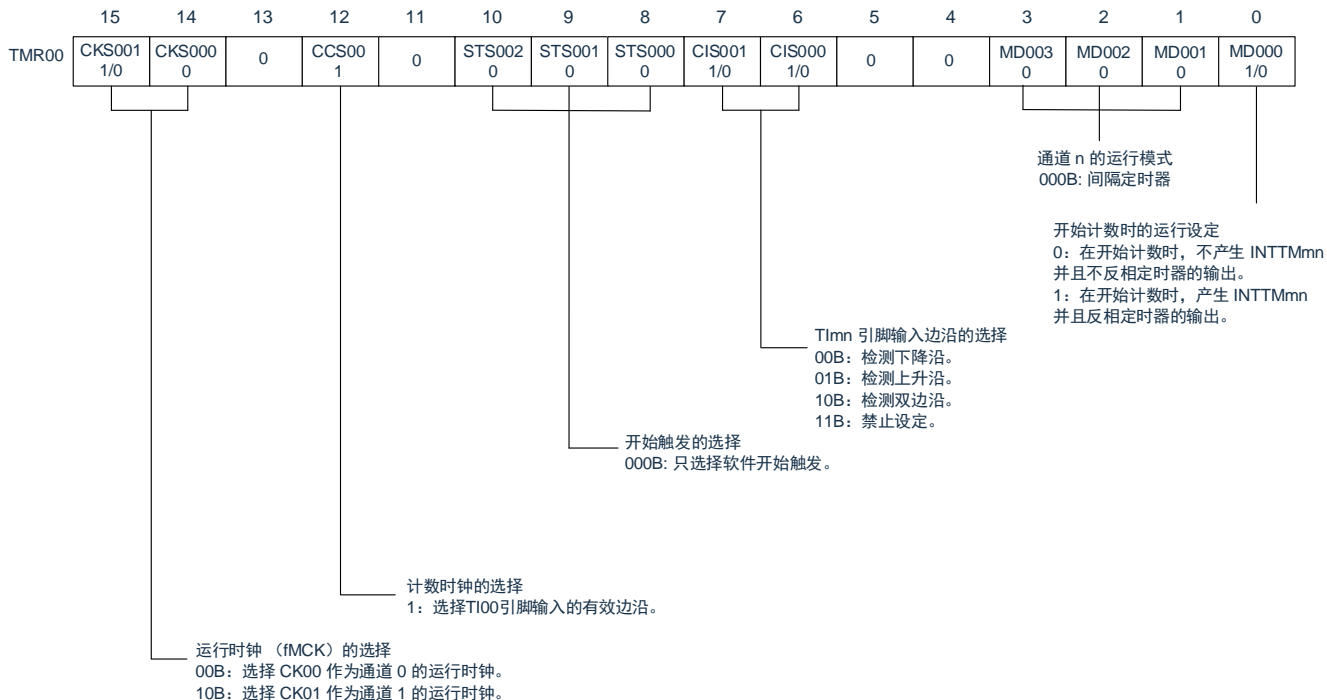 15 14 13 12 11 10 9 8 7 6 5 4 3 2 1 0
TMR00 CKS001 CKS000 0 CCS00 0 STS002 STS001 STS000 CIS001 CIS000 0 0 MD003 MD002 MD001 MD000
1/0 0 1 0 0 0 1/0 1/0 0 0 0 1/0
通道 n 的运行模式
000B: 间隔定时器
开始计数时的运行设定
0：在开始计数时，不产生 INTTMmn
并且不反相定时器的输出。
1：在开始计数时，产生 INTTMmn
并且反相定时器的输出。
TImn 引脚输入边沿的选择
00B：检测下降沿。
01B：检测上升沿。
10B：检测双边沿。
11B：禁止设定。
开始触发的选择
000B: 只选择软件开始触发。
计数时钟的选择
1：选择TI00引脚输入的有效边沿。
运行时钟 （fMCK）的选择
00B：选择 CK00 作为通道 0 的运行时钟。
10B：选择 CK01 作为通道 1 的运行时钟。